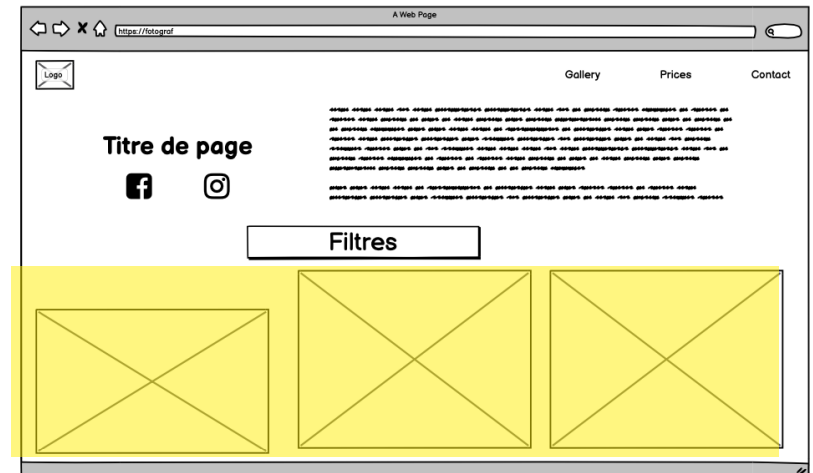 A Web Page
https://fotograf
Logo
Gallery Prices Contact
Titre de page
Filtres